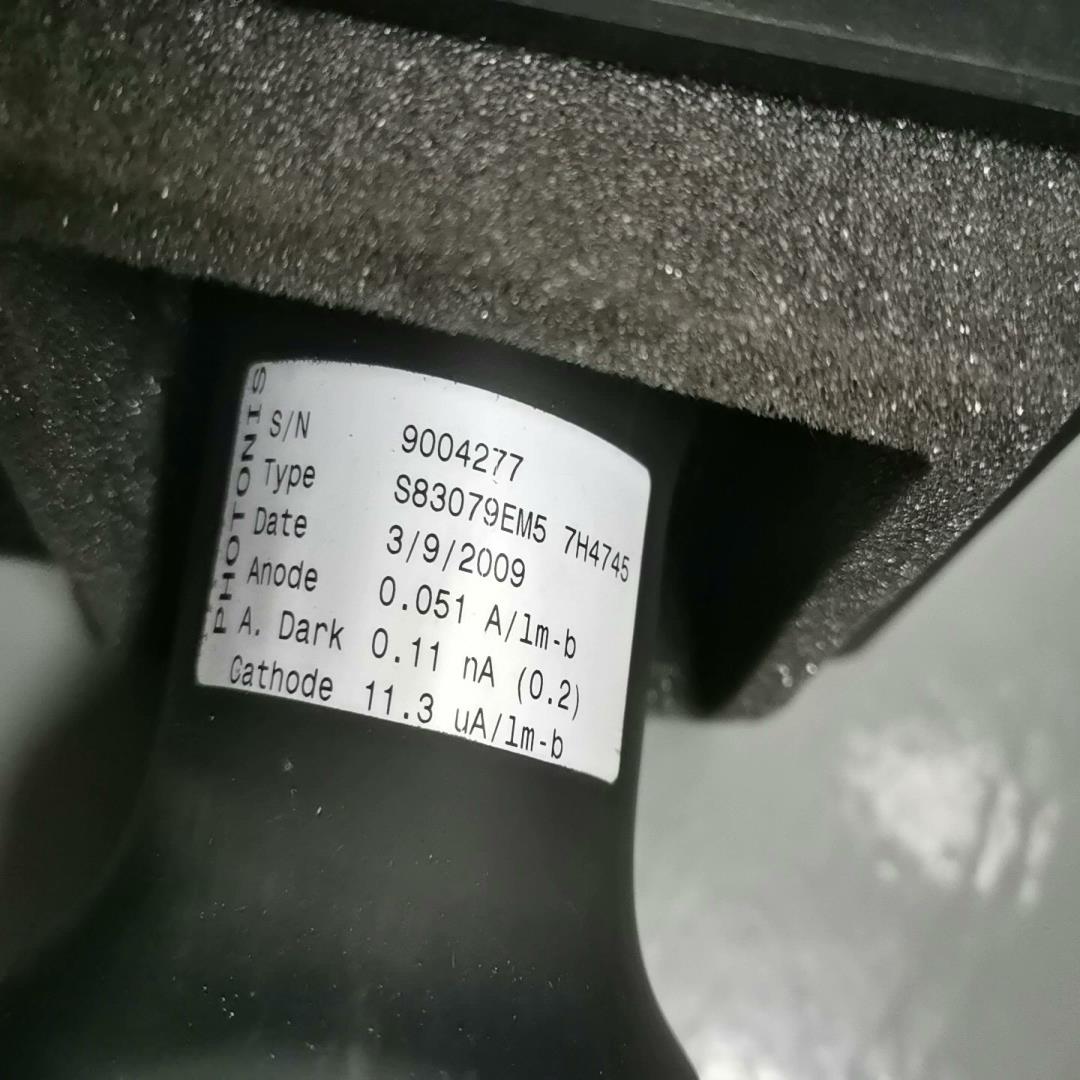 PHOTONIS
S/N 9004277
Type S83079EM5 7H4745
Date 3/9/2009
Anode 0.051 A/lm-b
A. Dark 0.11 nA (0.2)
Cathode 11.3 uA/lm-b